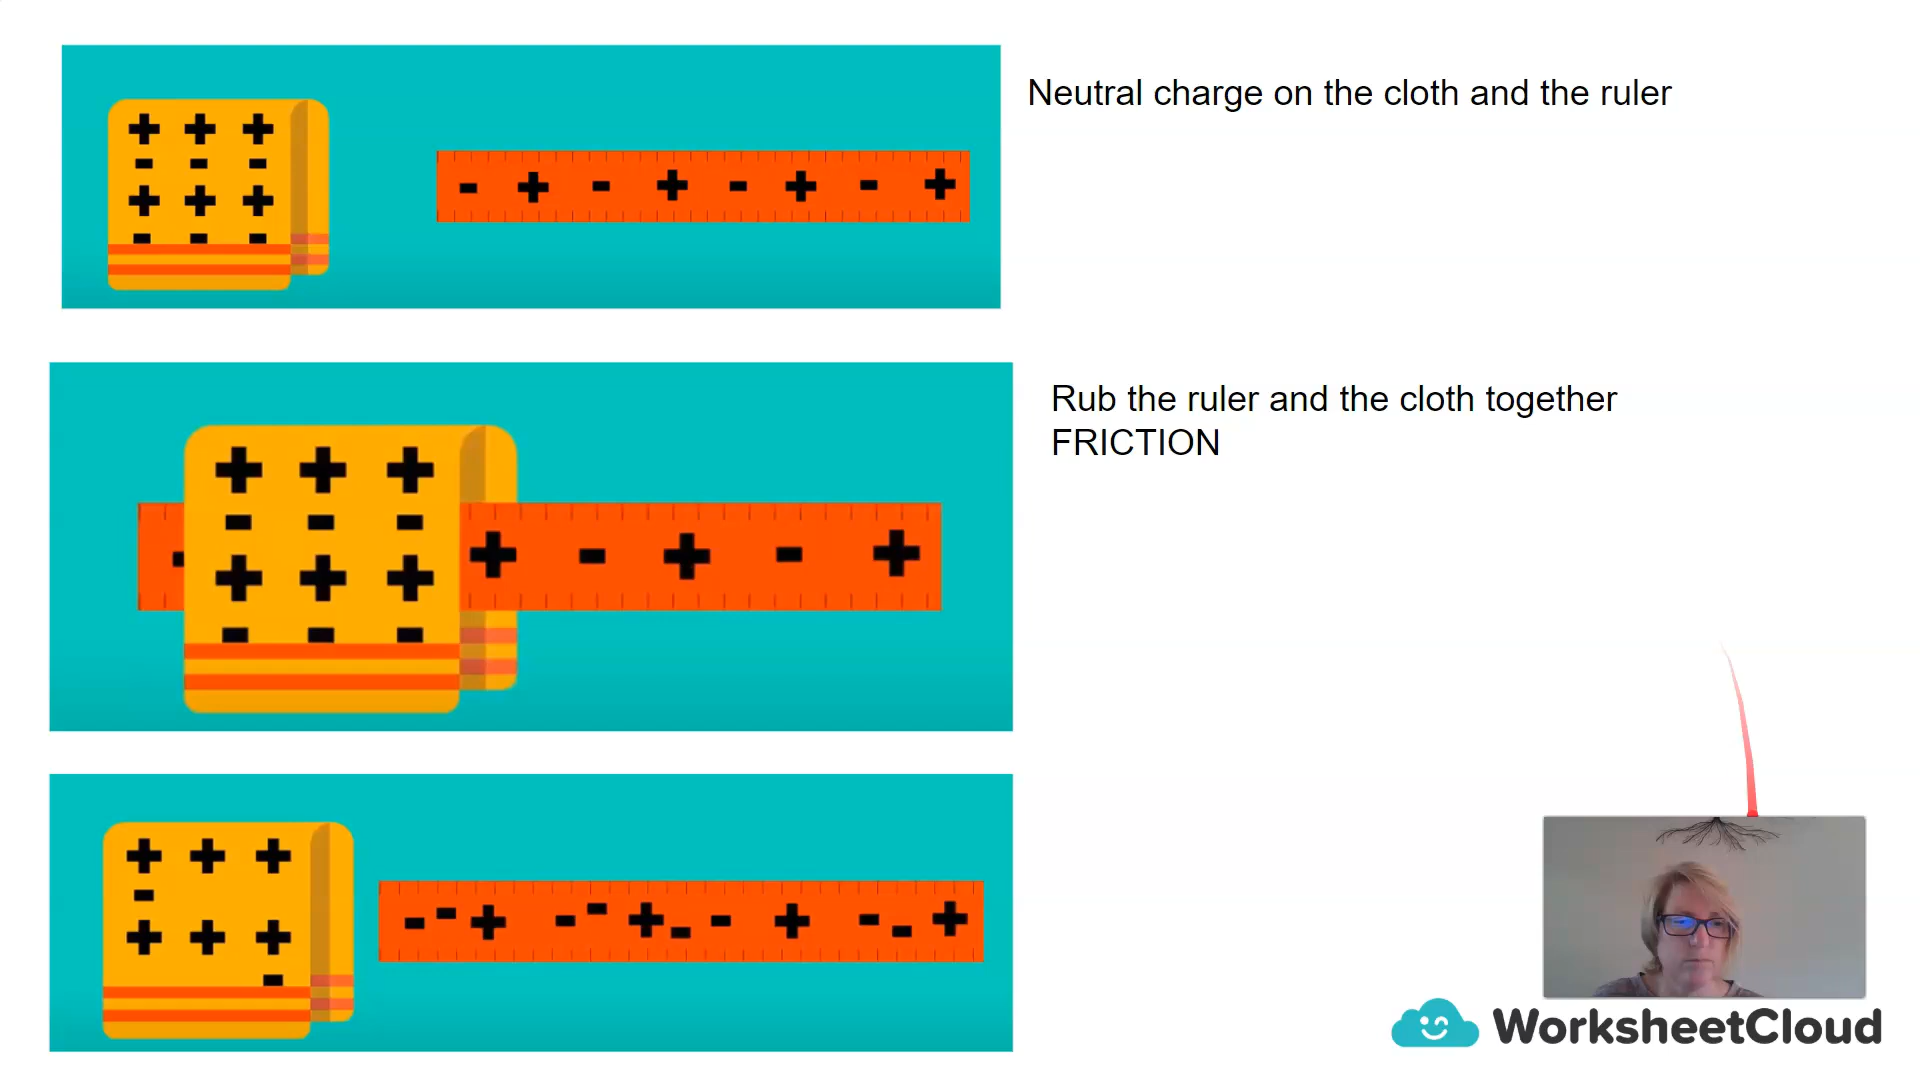 Neutral charge on the cloth and the ruler
Rub the ruler and the cloth together
FRICTION
WorksheetCloud